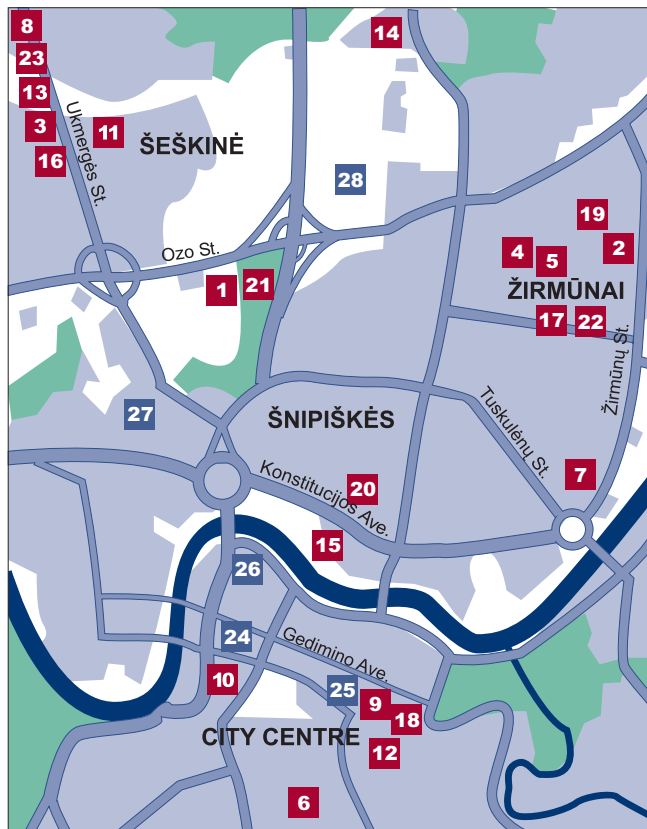 8
14
23
13
3
11
Ukmergės St.
ŠEŠKINĖ
16
28
19
2
4
5
Ozo St.
1
21
ŽIRMŪNAI
17
22
Žirmūnų St.
27
ŠNIPIŠKĖS
Tuskulėnų St.
7
20
Konstitucijos Ave.
15
26
24
Gedimino Ave.
10
25
9
18
CITY CENTRE
12
6